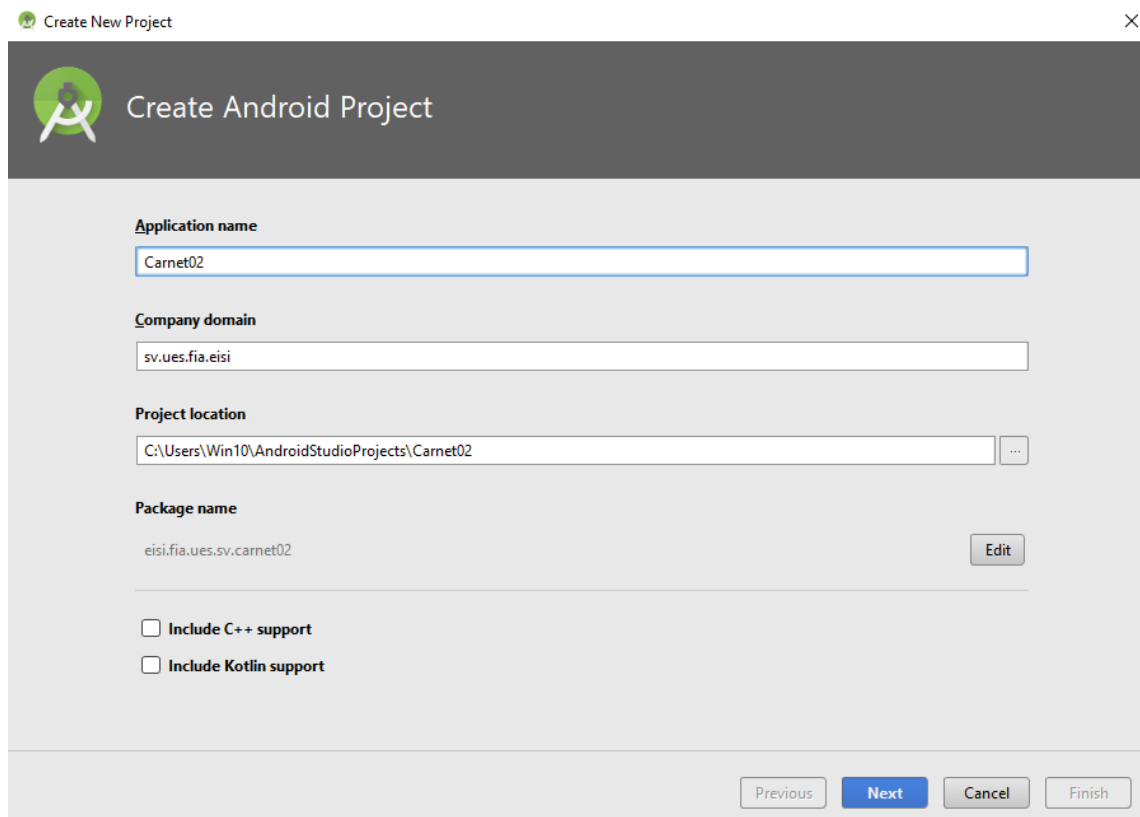 Create New Project
Create Android Project
Application name
Carnet02
Company domain
sv.ues.fia.eisi
Project location
C:\Users\Win10\AndroidStudioProjects\Carnet02
...
Package name
eisi.fia.ues.sv.carnet02
Edit
Include C++ support
Include Kotlin support
Previous Next Cancel Finish